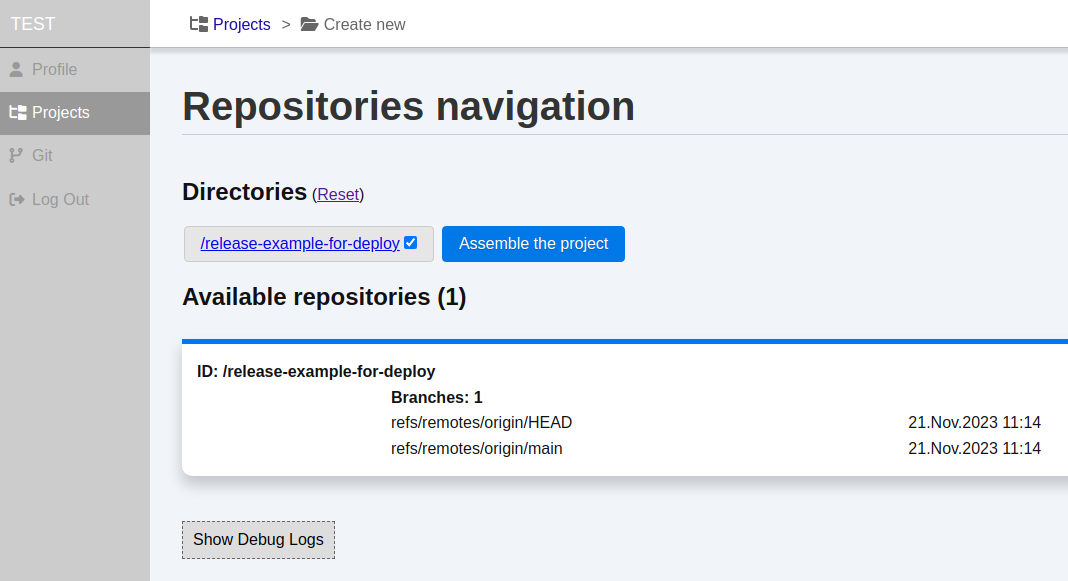 TEST
Projects > Create new
Profile
Projects
Git
Log Out
Repositories navigation
Directories (Reset)
/release-example-for-deploy Assemble the project
Available repositories (1)
ID: /release-example-for-deploy
Branches: 1
refs/remotes/origin/HEAD 21.Nov.2023 11:14
refs/remotes/origin/main 21.Nov.2023 11:14
Show Debug Logs